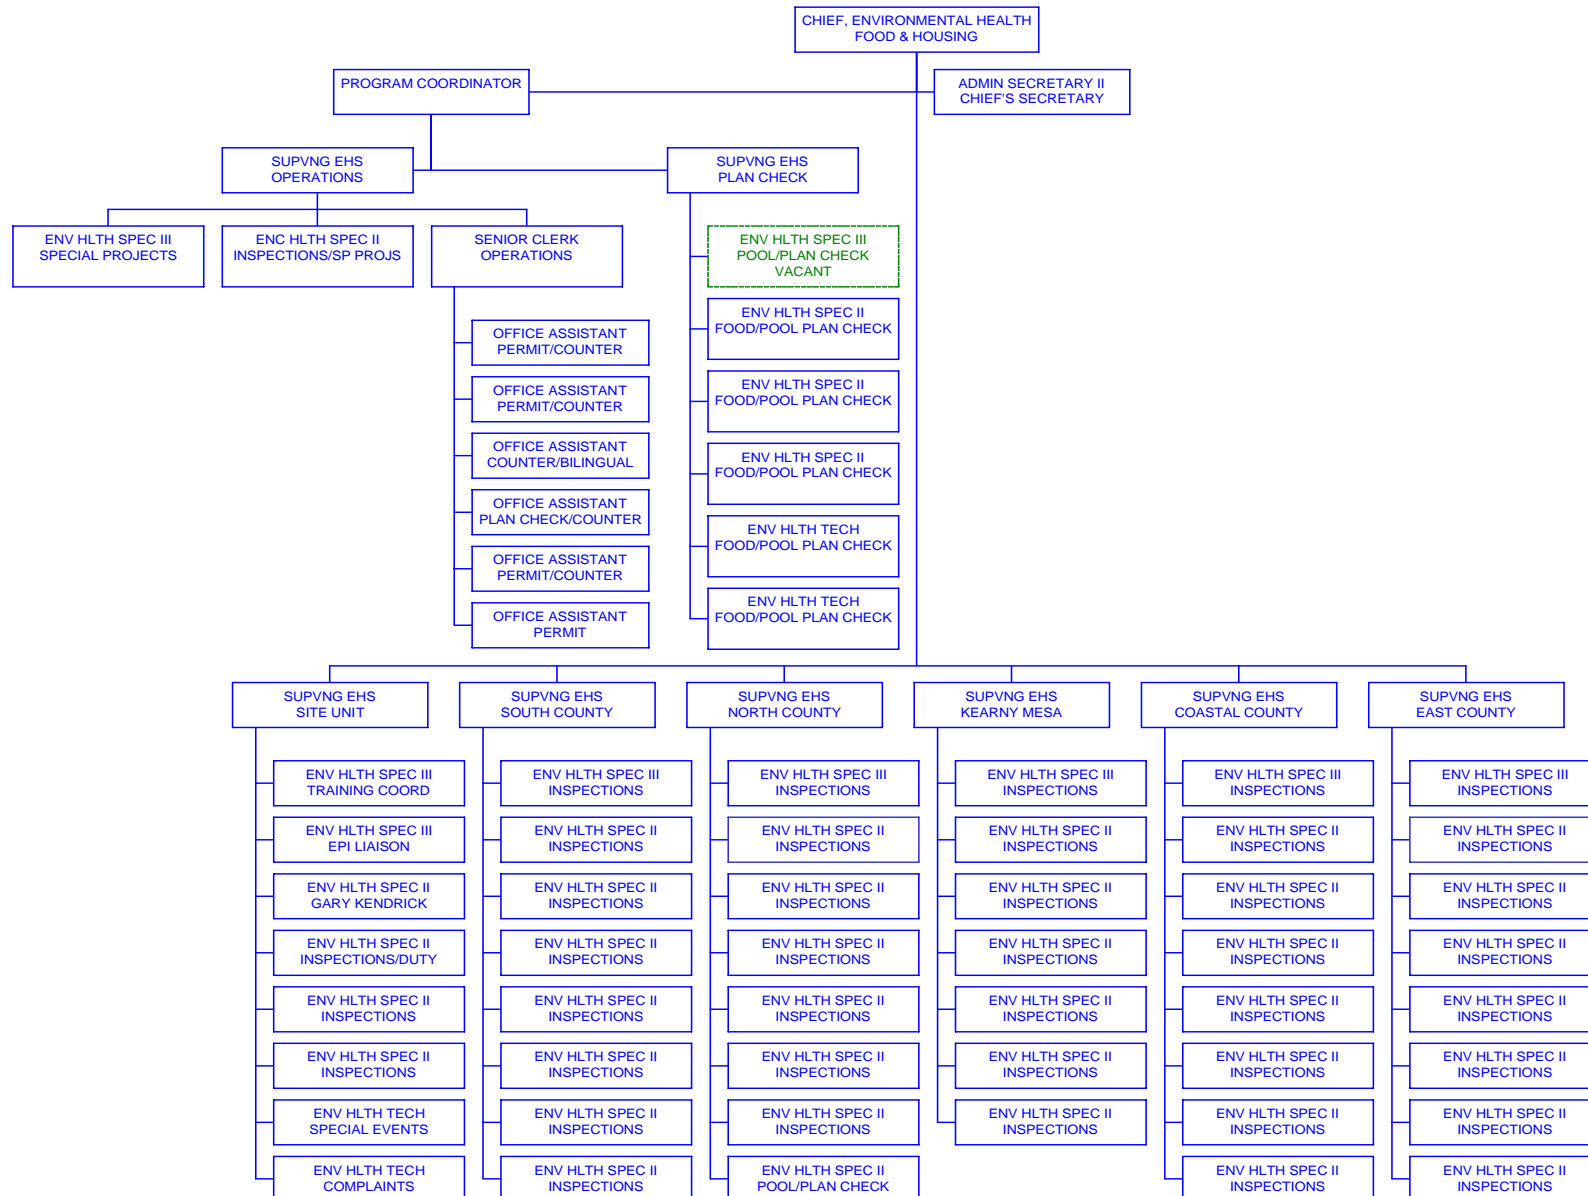 CHIEF, ENVIRONMENTAL HEALTH
FOOD & HOUSING
PROGRAM COORDINATOR
ADMIN SECRETARY II
CHIEF'S SECRETARY
SUPVNG EHS
OPERATIONS
SUPVNG EHS
PLAN CHECK
ENV HLTH SPEC III
SPECIAL PROJECTS
ENC HLTH SPEC II
INSPECTIONS/SP PROJS
SENIOR CLERK
OPERATIONS
OFFICE ASSISTANT
PERMIT/COUNTER
OFFICE ASSISTANT
PERMIT/COUNTER
OFFICE ASSISTANT
COUNTER/BILINGUAL
OFFICE ASSISTANT
PLAN CHECK/COUNTER
OFFICE ASSISTANT
PERMIT/COUNTER
OFFICE ASSISTANT
PERMIT
ENV HLTH SPEC III
POOL/PLAN CHECK
VACANT
ENV HLTH SPEC II
FOOD/POOL PLAN CHECK
ENV HLTH SPEC II
FOOD/POOL PLAN CHECK
ENV HLTH SPEC II
FOOD/POOL PLAN CHECK
ENV HLTH TECH
FOOD/POOL PLAN CHECK
ENV HLTH TECH
FOOD/POOL PLAN CHECK
SUPVNG EHS
SITE UNIT
ENV HLTH SPEC III
TRAINING COORD
ENV HLTH SPEC III
EPI LIAISON
ENV HLTH SPEC II
GARY KENDRICK
ENV HLTH SPEC II
INSPECTIONS/DUTY
ENV HLTH SPEC II
INSPECTIONS
ENV HLTH SPEC II
INSPECTIONS
ENV HLTH TECH
SPECIAL EVENTS
ENV HLTH TECH
COMPLAINTS
SUPVNG EHS
SOUTH COUNTY
ENV HLTH SPEC III
INSPECTIONS
ENV HLTH SPEC II
INSPECTIONS
ENV HLTH SPEC II
INSPECTIONS
ENV HLTH SPEC II
INSPECTIONS
ENV HLTH SPEC II
INSPECTIONS
ENV HLTH SPEC II
INSPECTIONS
ENV HLTH SPEC II
INSPECTIONS
ENV HLTH SPEC II
INSPECTIONS
SUPVNG EHS
NORTH COUNTY
ENV HLTH SPEC III
INSPECTIONS
ENV HLTH SPEC II
INSPECTIONS
ENV HLTH SPEC II
INSPECTIONS
ENV HLTH SPEC II
INSPECTIONS
ENV HLTH SPEC II
INSPECTIONS
ENV HLTH SPEC II
INSPECTIONS
ENV HLTH SPEC II
INSPECTIONS
ENV HLTH SPEC II
POOL/PLAN CHECK
SUPVNG EHS
KEARNY MESA
ENV HLTH SPEC III
INSPECTIONS
ENV HLTH SPEC II
INSPECTIONS
ENV HLTH SPEC II
INSPECTIONS
ENV HLTH SPEC II
INSPECTIONS
ENV HLTH SPEC II
INSPECTIONS
ENV HLTH SPEC II
INSPECTIONS
ENV HLTH SPEC II
INSPECTIONS
SUPVNG EHS
COASTAL COUNTY
ENV HLTH SPEC III
INSPECTIONS
ENV HLTH SPEC II
INSPECTIONS
ENV HLTH SPEC II
INSPECTIONS
ENV HLTH SPEC II
INSPECTIONS
ENV HLTH SPEC II
INSPECTIONS
ENV HLTH SPEC II
INSPECTIONS
ENV HLTH SPEC II
INSPECTIONS
ENV HLTH SPEC II
INSPECTIONS
SUPVNG EHS
EAST COUNTY
ENV HLTH SPEC III
INSPECTIONS
ENV HLTH SPEC II
INSPECTIONS
ENV HLTH SPEC II
INSPECTIONS
ENV HLTH SPEC II
INSPECTIONS
ENV HLTH SPEC II
INSPECTIONS
ENV HLTH SPEC II
INSPECTIONS
ENV HLTH SPEC II
INSPECTIONS
ENV HLTH SPEC II
INSPECTIONS